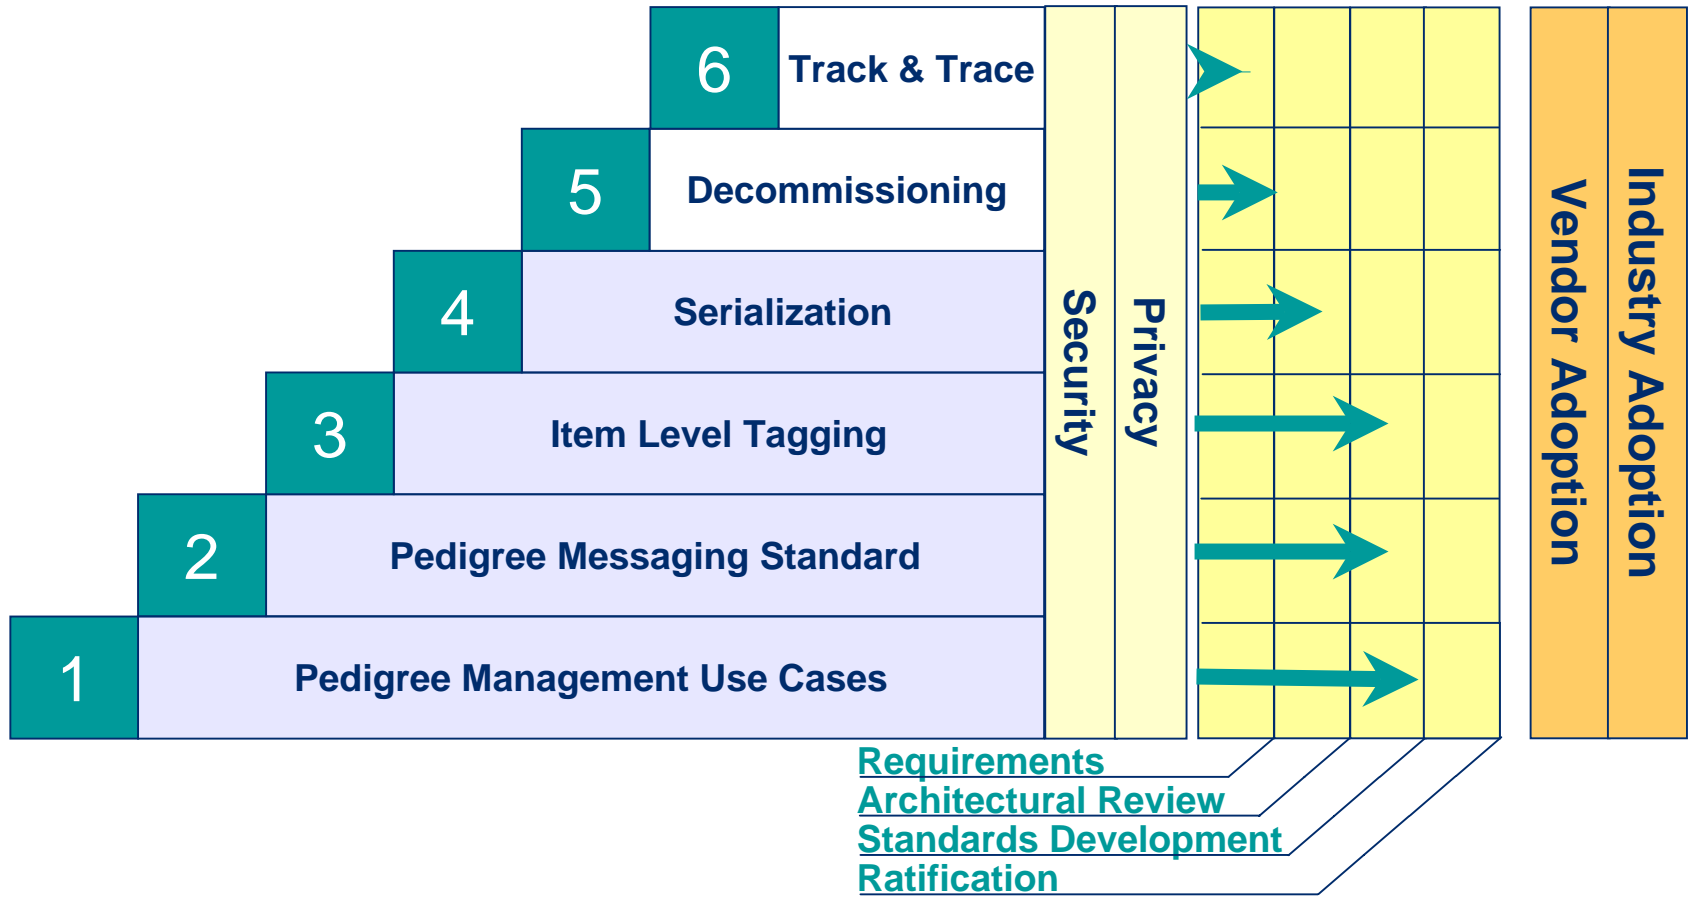 6 Track & Trace
5 Decommissioning
4 Serialization
3 Item Level Tagging
2 Pedigree Messaging Standard
1 Pedigree Management Use Cases
Security
Privacy
Vendor Adoption
Industry Adoption
Requirements
Architectural Review
Standards Development
Ratification